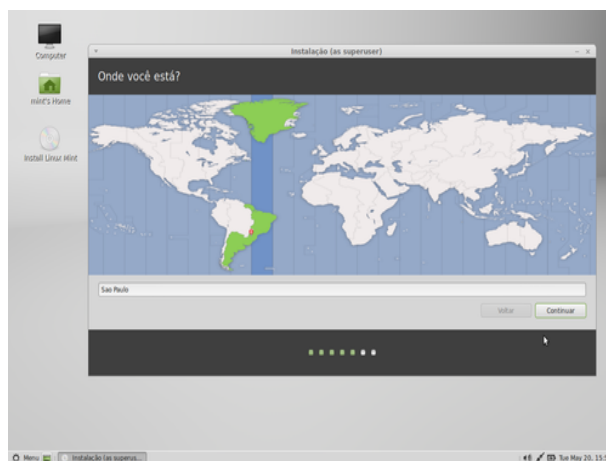 Computer
mint's Home
Install Linux Mint
Instalação (as superuser)
Onde você está?
Sao Paulo
Voltar
Continuar
Menu
Instalação (as superus...
Tue May 20, 15:5